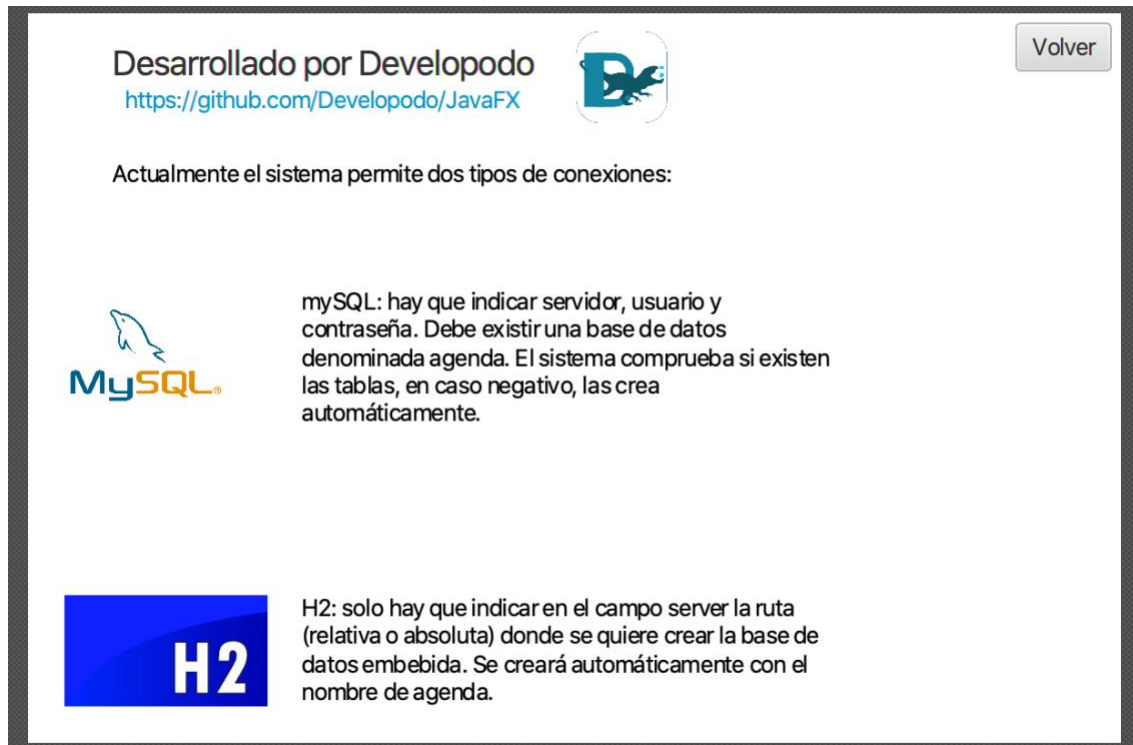 Desarrollado por Developodo
https://github.com/Developodo/JavaFX
D
Volver
Actualmente el sistema permite dos tipos de conexiones:
MySQL®
mySQL: hay que indicar servidor, usuario y
contraseña. Debe existir una base de datos
denominada agenda. El sistema comprueba si existen
las tablas, en caso negativo, las crea
automáticamente.
H2
H2: solo hay que indicar en el campo server la ruta
(relativa o absoluta) donde se quiere crear la base de
datos embebida. Se creará automáticamente con el
nombre de agenda.